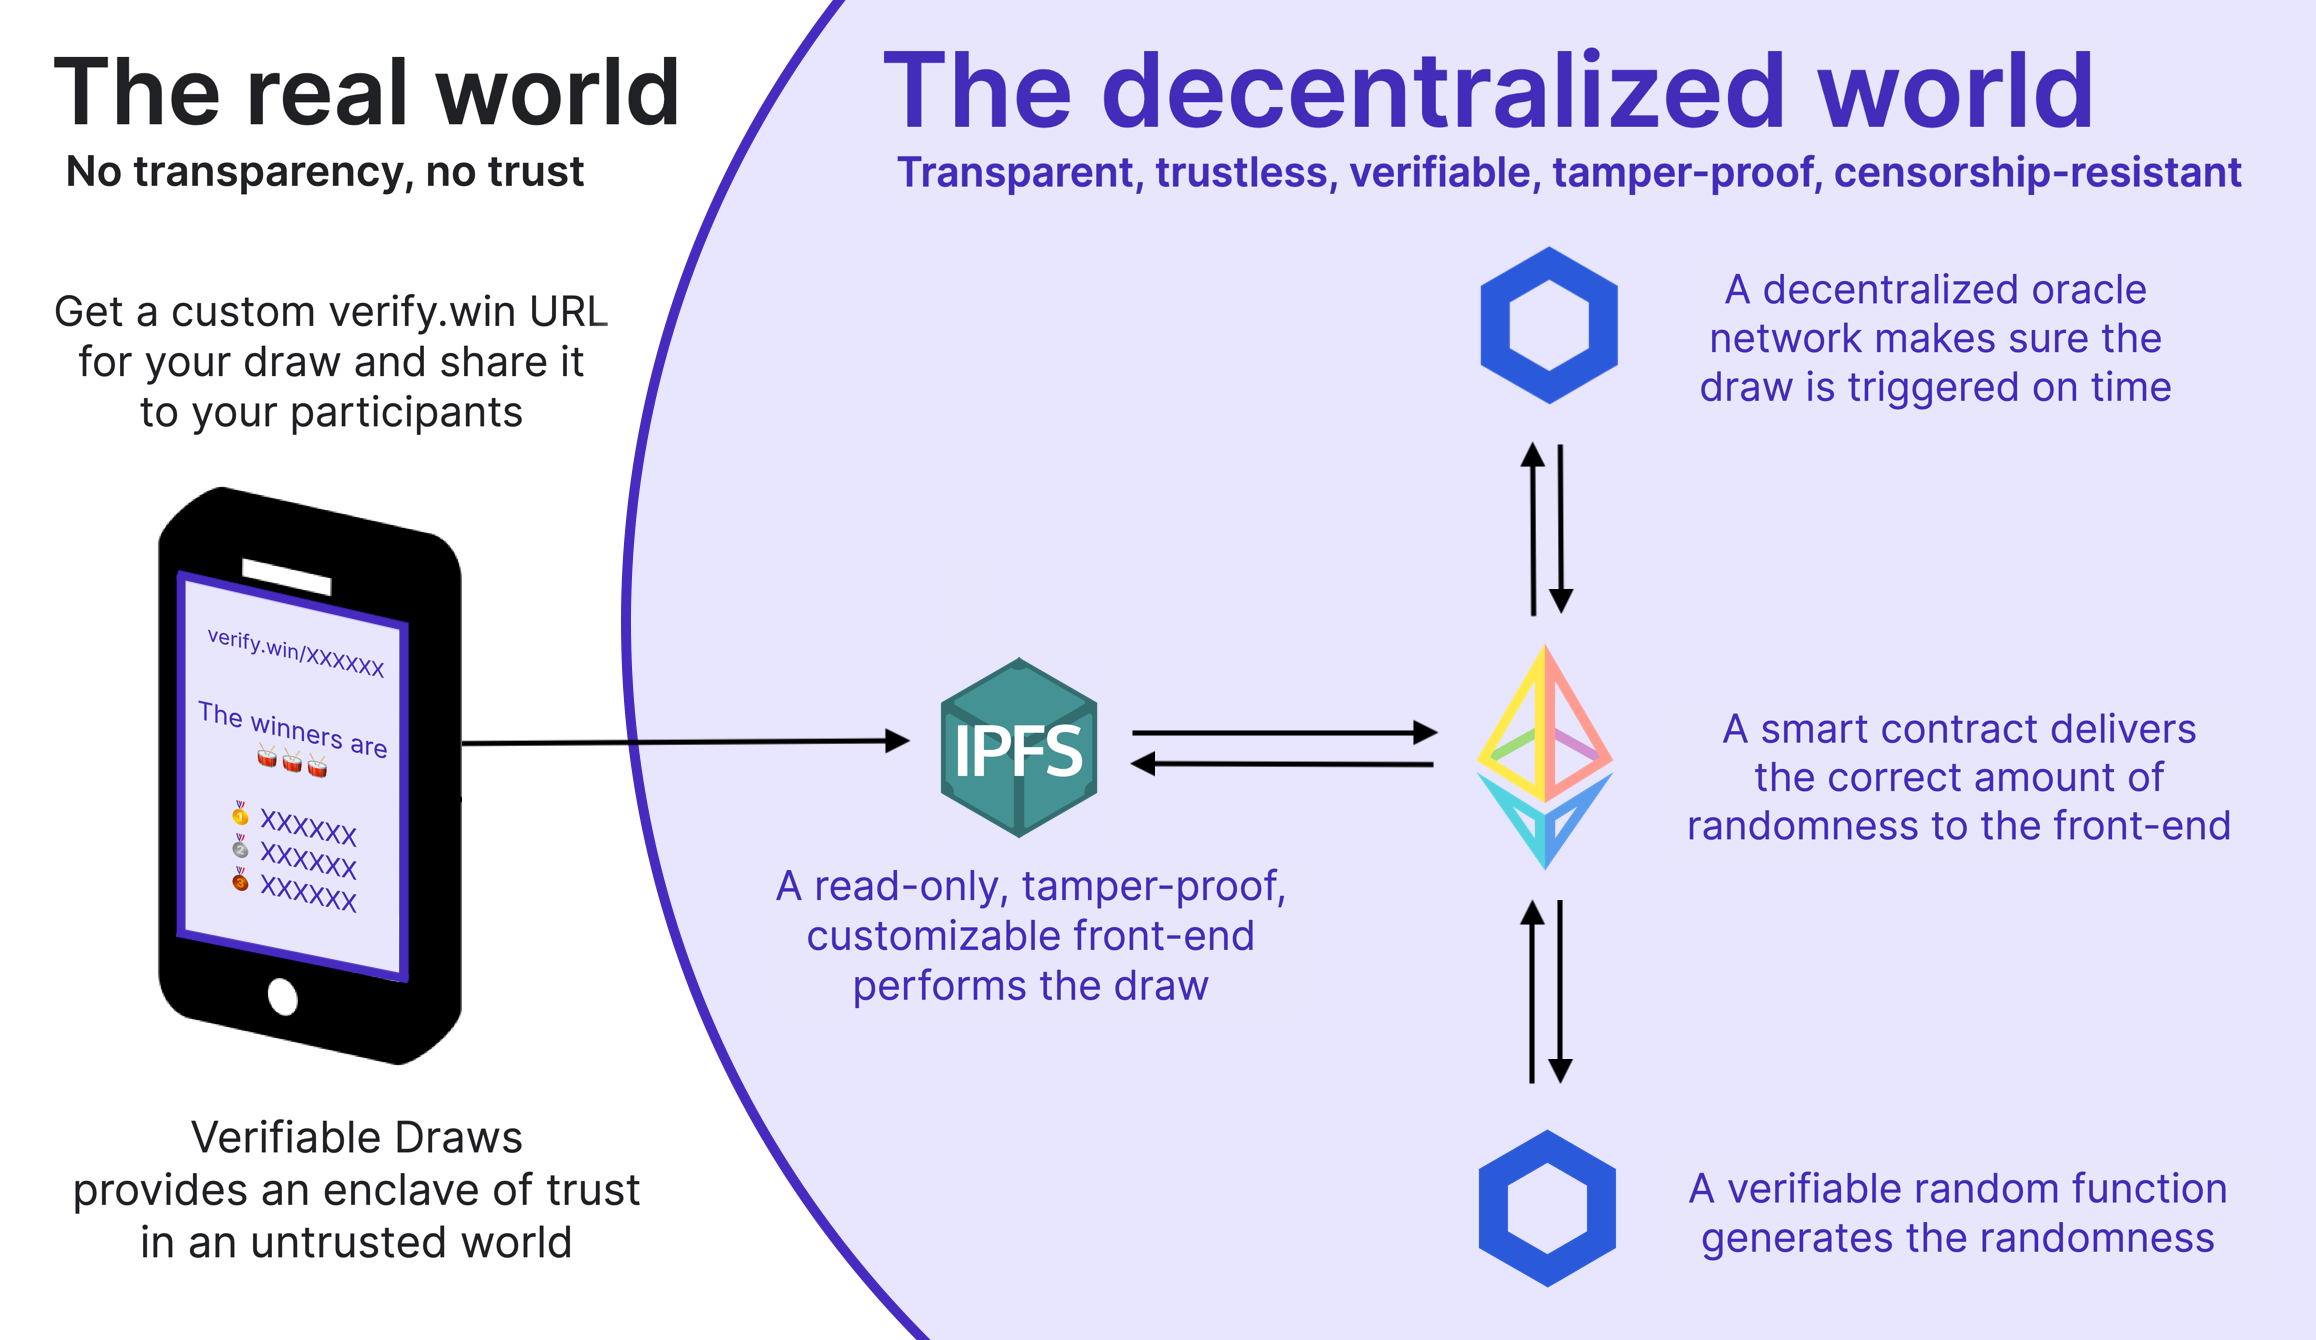 The real world
No transparency, no trust
Get a custom verify.win URL
for your draw and share it
to your participants
verify.win/XXXXXX
The winners are
🥁🥁🥁
🥇 XXXXXX
🥈 XXXXXX
🥉 XXXXXX
Verifiable Draws
provides an enclave of trust
in an untrusted world
The decentralized world
Transparent, trustless, verifiable, tamper-proof, censorship-resistant
A decentralized oracle
network makes sure the
draw is triggered on time
IPFS
A read-only, tamper-proof,
customizable front-end
performs the draw
A smart contract delivers
the correct amount of
randomness to the front-end
A verifiable random function
generates the randomness